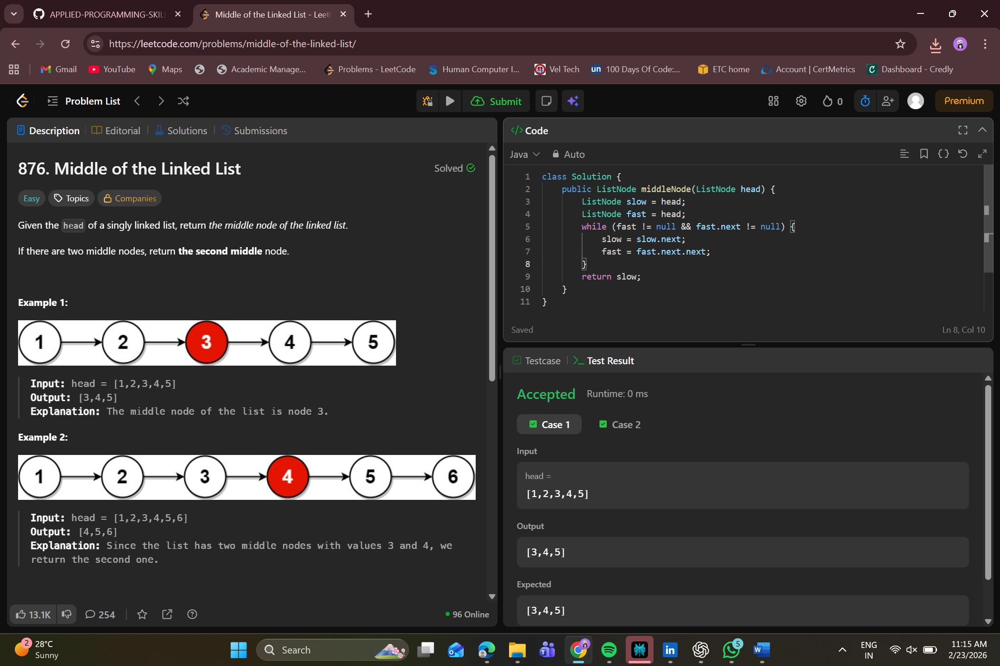 APPLIED-PROGRAMMING-SKIL
Middle of the Linked List - Leet
https://leetcode.com/problems/middle-of-the-linked-list/
Gmail
YouTube
Maps
Academic Manage...
Problems - LeetCode
Human Computer I...
Vel Tech
un 100 Days Of Code:...
ETC home
Account | CertMetrics
Dashboard - Credly
Problem List
Submit
0
Premium
Description
Editorial
Solutions
Submissions
876. Middle of the Linked List
Solved
Easy
Topics
Companies
Given the head of a singly linked list, return the middle node of the linked list.
If there are two middle nodes, return the second middle node.
Example 1:
1 2 3 4 5
Input: head = [1,2,3,4,5]
Output: [3,4,5]
Explanation: The middle node of the list is node 3.
Example 2:
1 2 3 4 5 6
Input: head = [1,2,3,4,5,6]
Output: [4,5,6]
Explanation: Since the list has two middle nodes with values 3 and 4, we
return the second one.
13.1K
254
96 Online
</> Code
Java
Auto
1 class Solution {
2 public ListNode middleNode(ListNode head) {
3 ListNode slow = head;
4 ListNode fast = head;
5 while (fast != null && fast.next != null) {
6 slow = slow.next;
7 fast = fast.next.next;
8 }
9 return slow;
10 }
11 }
Saved
Ln 8, Col 10
Testcase
Test Result
Accepted
Runtime: 0 ms
Case 1
Case 2
Input
head =
[1,2,3,4,5]
Output
[3,4,5]
Expected
[3,4,5]
2
28°C
Sunny
Search
5
ENG
IN
11:15 AM
2/23/2026